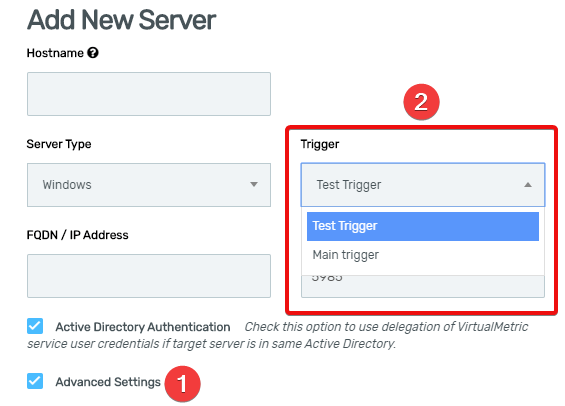 Add New Server
Hostname ?
2
Server Type
Trigger
Windows
Test Trigger
Test Trigger
FQDN / IP Address
Main trigger
5985
Active Directory Authentication Check this option to use delegation of VirtualMetric
service user credentials if target server is in same Active Directory.
Advanced Settings 1